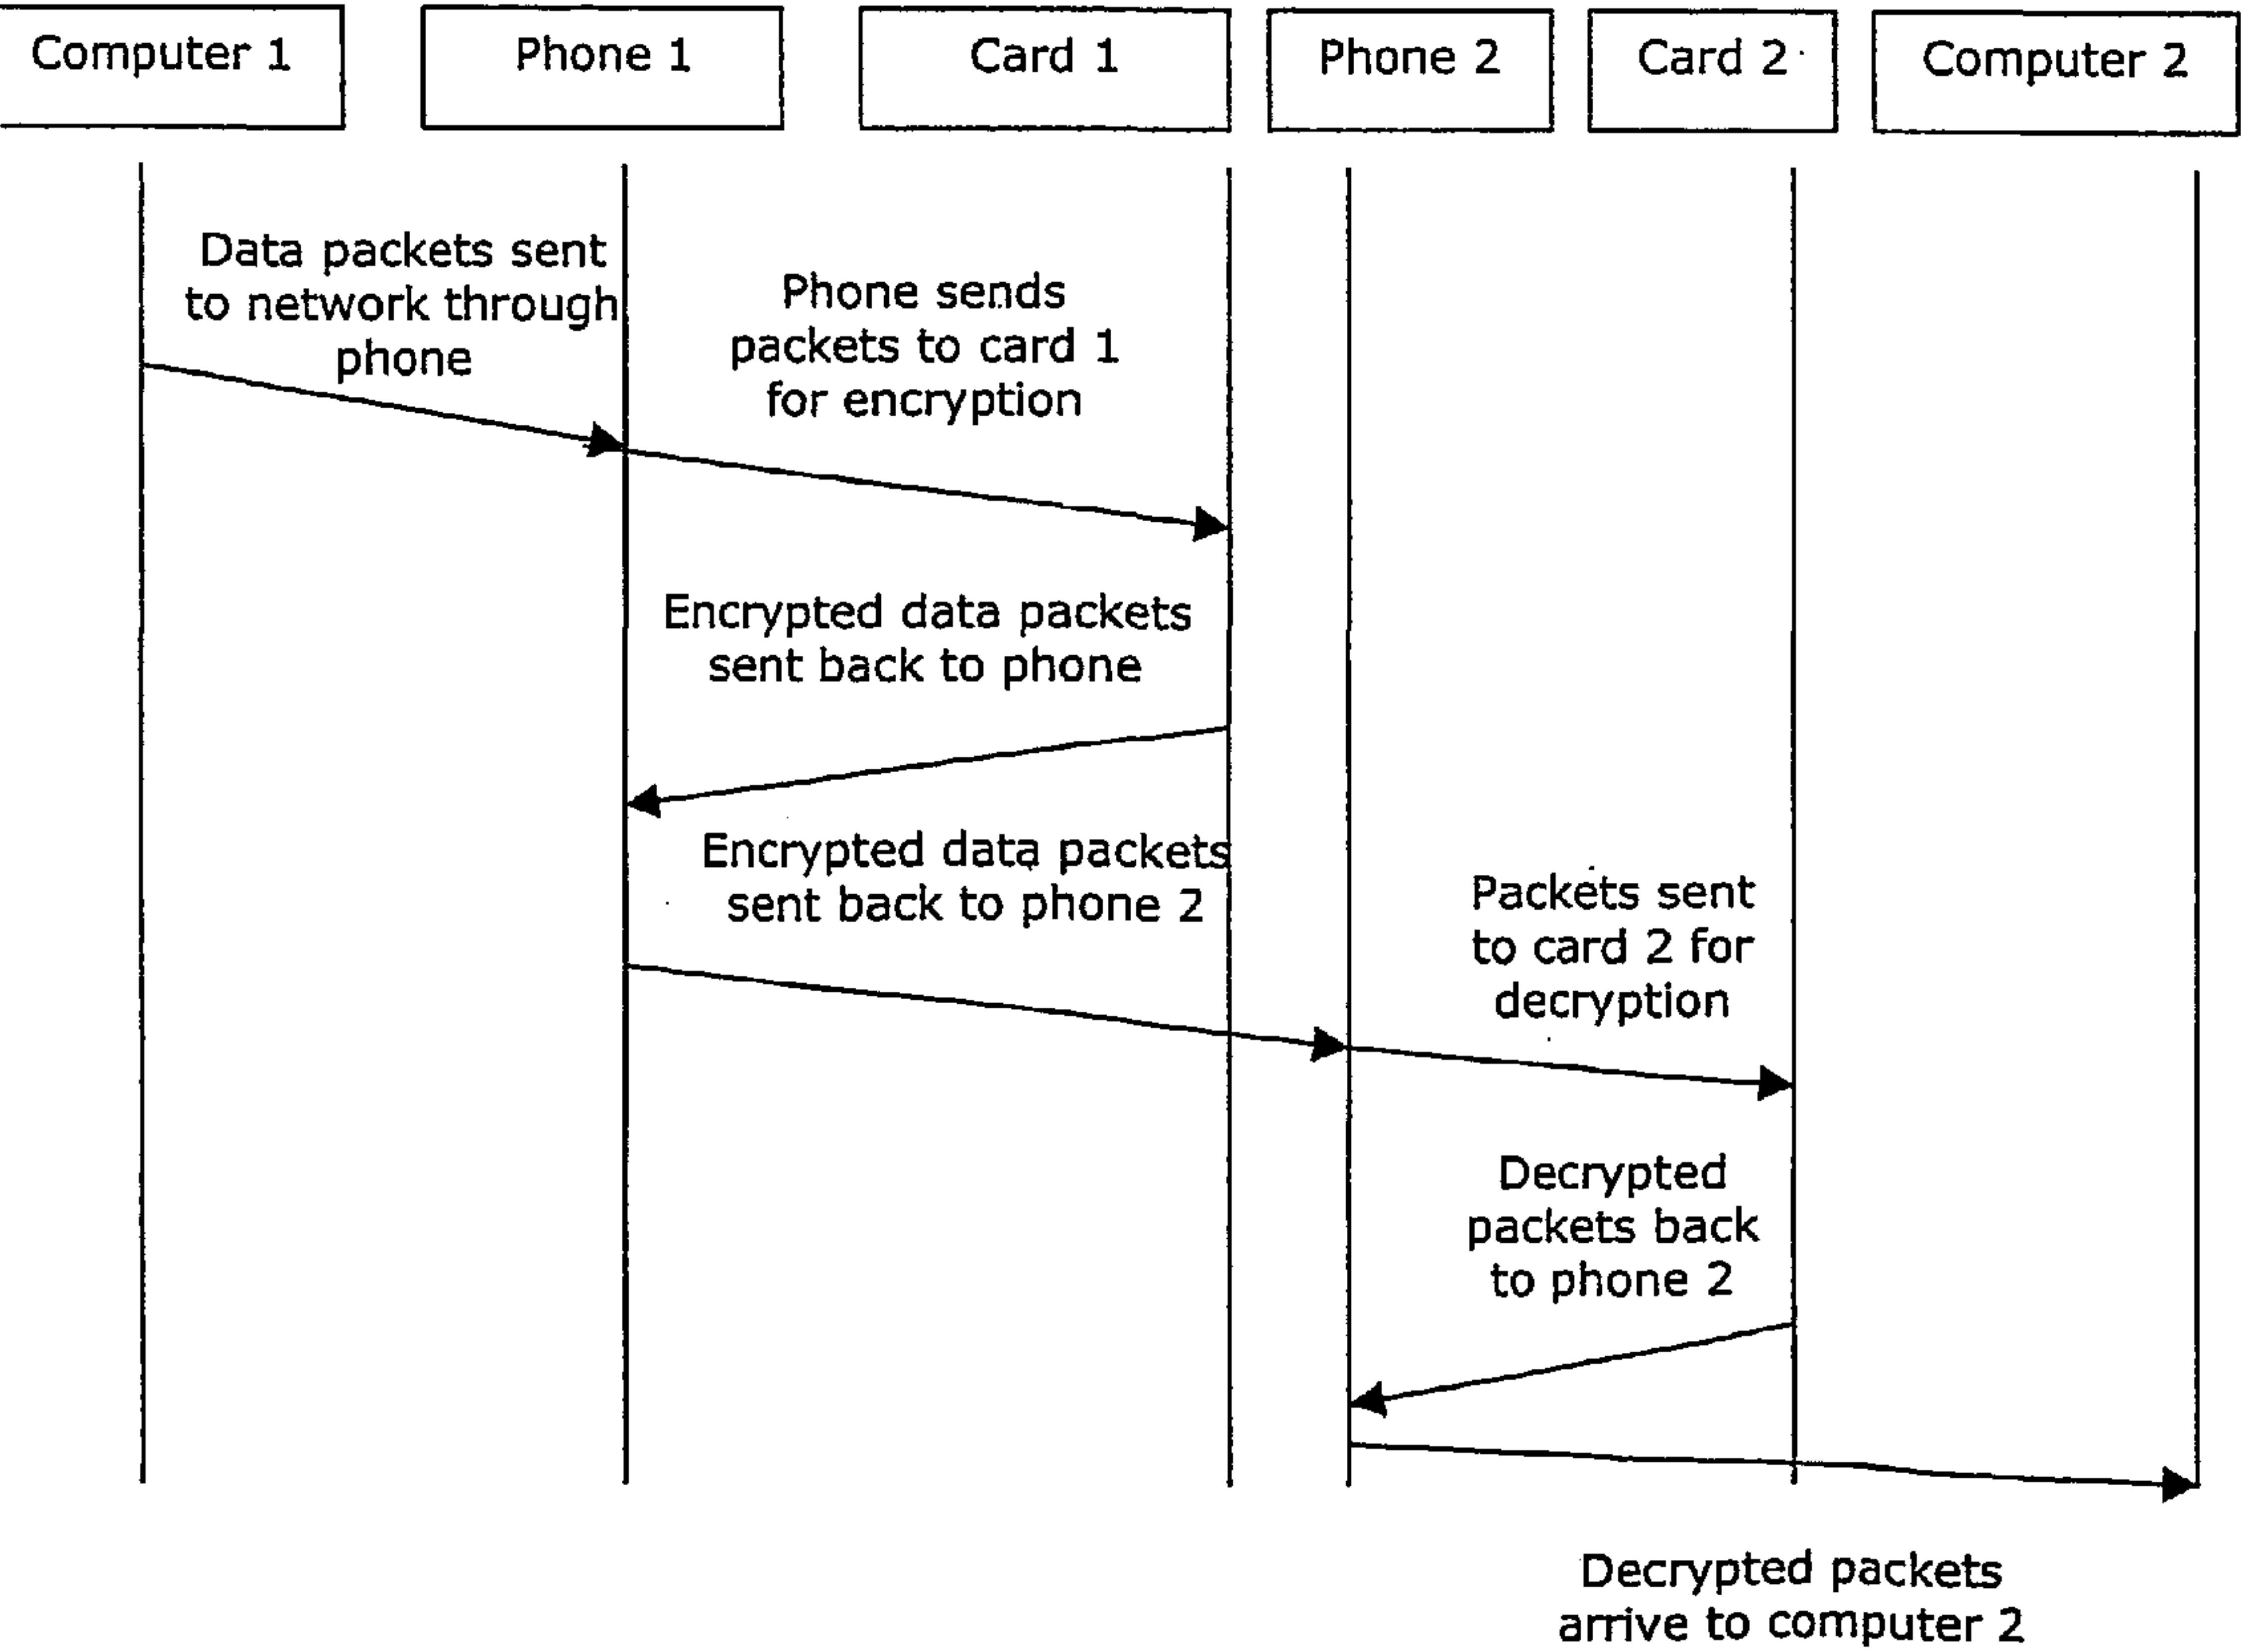 Computer 1
Phone 1
Card 1
Phone 2
Card 2
Computer 2
Data packets sent
to network through
phone
Phone sends
packets to card 1
for encryption
Encrypted data packets
sent back to phone
Encrypted data packets
sent back to phone 2
Packets sent
to card 2 for
decryption
Decrypted
packets back
to phone 2
Decrypted packets
arrive to computer 2